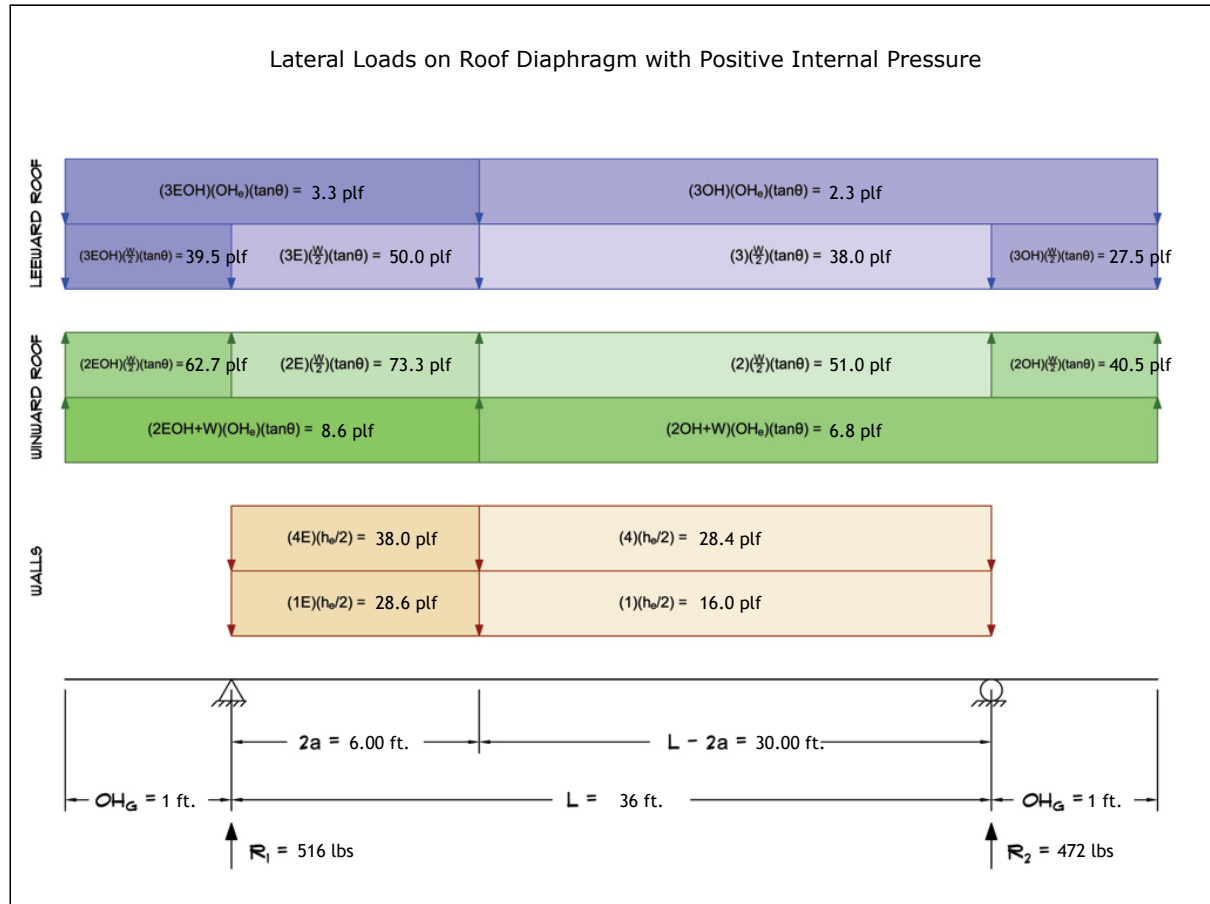 Lateral Loads on Roof Diaphragm with Positive Internal Pressure
LEEWARD ROOF
(3EOH)(OHₑ)(tanθ) = 3.3 plf
(3OH)(OHₑ)(tanθ) = 2.3 plf
(3EOH)(W/2)(tanθ) = 39.5 plf
(3E)(W/2)(tanθ) = 50.0 plf
(3)(W/2)(tanθ) = 38.0 plf
(3OH)(W/2)(tanθ) = 27.5 plf
WINWARD ROOF
(2EOH)(W/2)(tanθ) = 62.7 plf
(2E)(W/2)(tanθ) = 73.3 plf
(2)(W/2)(tanθ) = 51.0 plf
(2OH)(W/2)(tanθ) = 40.5 plf
(2EOH+W)(OHₑ)(tanθ) = 8.6 plf
(2OH+W)(OHₑ)(tanθ) = 6.8 plf
WALLS
(4E)(hₑ/2) = 38.0 plf
(4)(hₑ/2) = 28.4 plf
(1E)(hₑ/2) = 28.6 plf
(1)(hₑ/2) = 16.0 plf
2a = 6.00 ft.
L - 2a = 30.00 ft.
OH_G = 1 ft.
L = 36 ft.
OH_G = 1 ft.
R₁ = 516 lbs
R₂ = 472 lbs